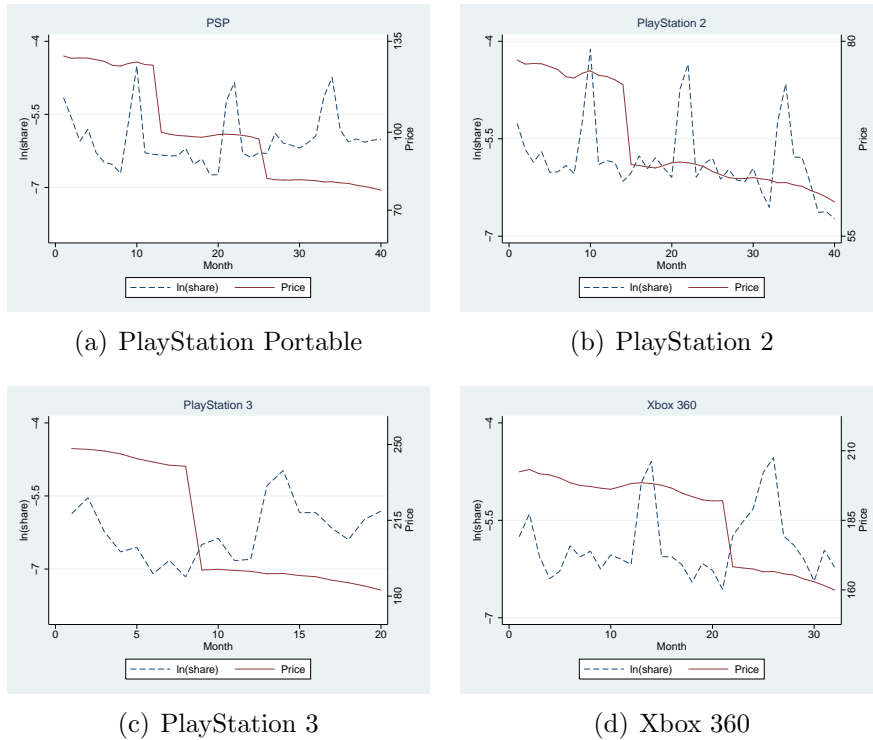 PSP
−4
−5.5
−7
ln(share)
135
100
70
Price
0 10 20 30 40
Month
ln(share) Price
(a) PlayStation Portable
PlayStation 2
−4
−5.5
−7
ln(share)
80
55
Price
0 10 20 30 40
Month
ln(share) Price
(b) PlayStation 2
PlayStation 3
−4
−5.5
−7
ln(share)
250
215
180
Price
0 5 10 15 20
Month
ln(share) Price
(c) PlayStation 3
Xbox 360
−4
−5.5
−7
ln(share)
210
185
160
Price
0 10 20 30
Month
ln(share) Price
(d) Xbox 360